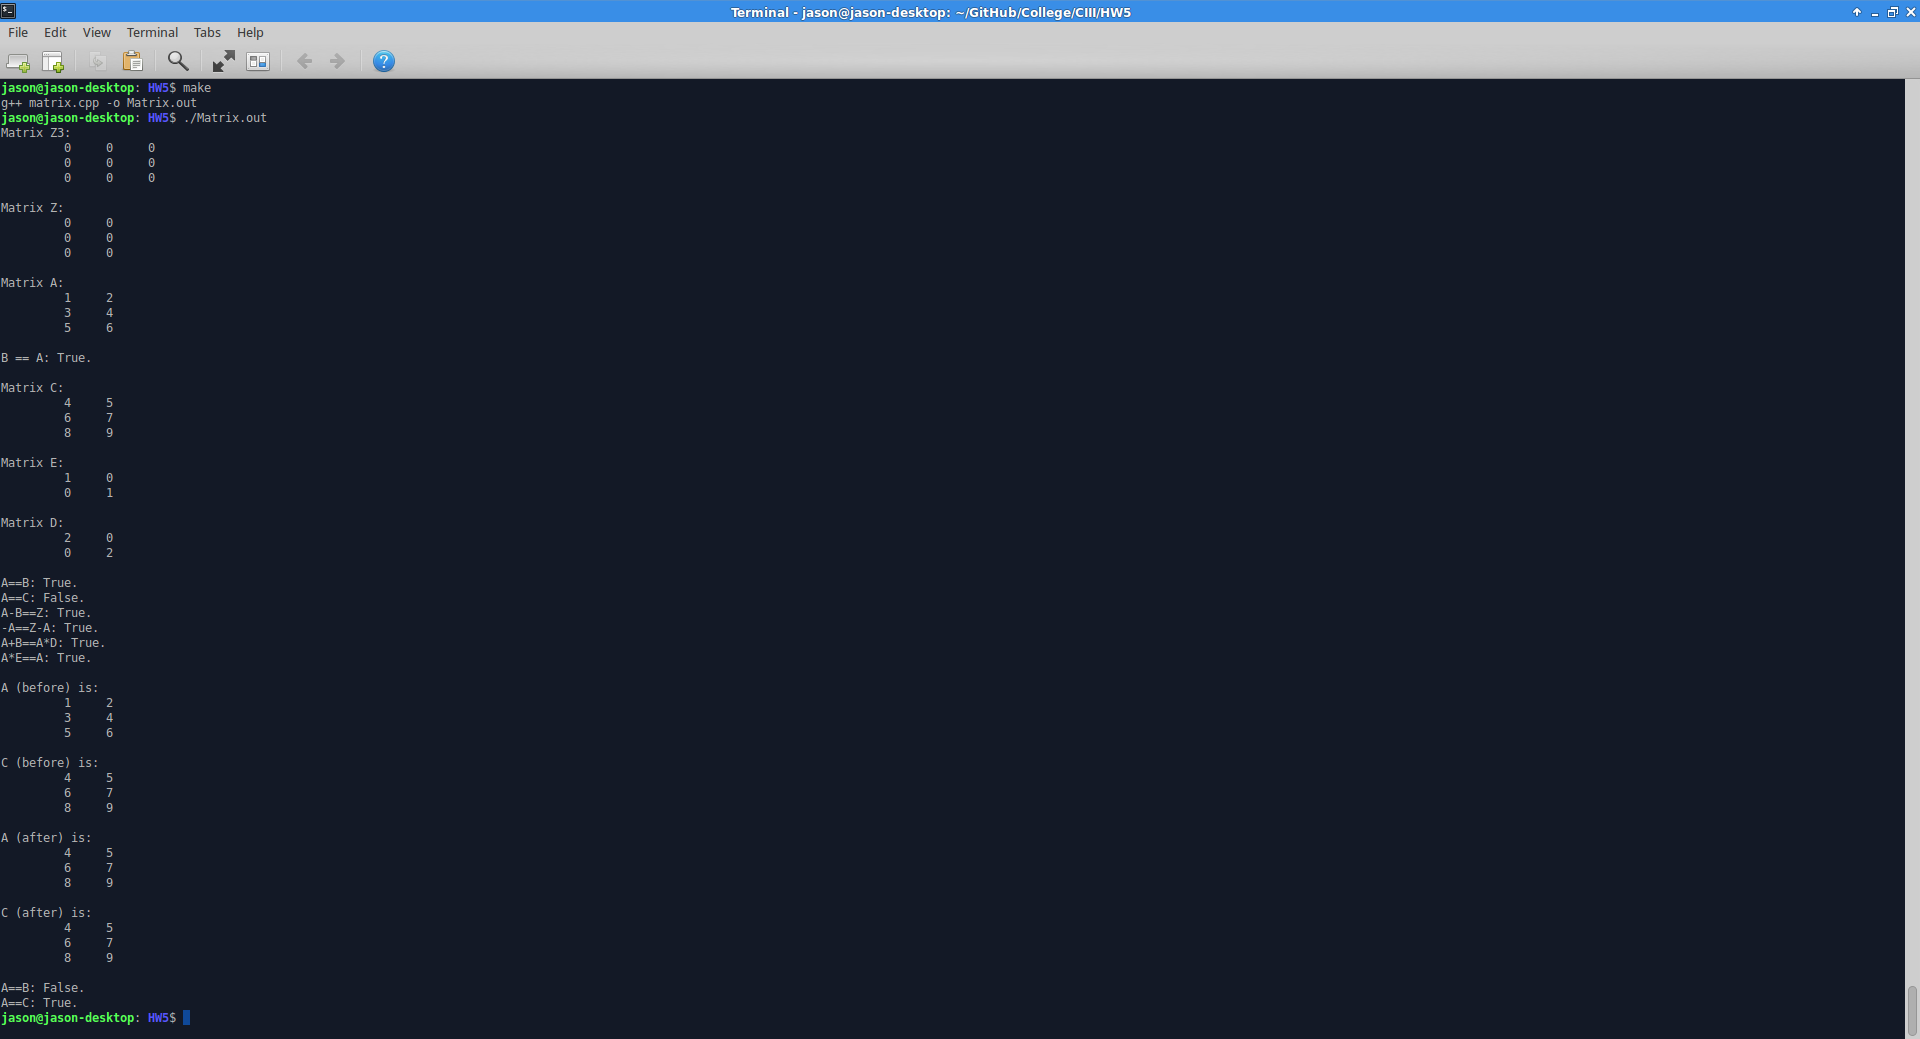 Terminal - jason@jason-desktop: ~/GitHub/College/CIII/HW5
File Edit View Terminal Tabs Help
jason@jason-desktop: HW5$ make
g++ matrix.cpp -o Matrix.out
jason@jason-desktop: HW5$ ./Matrix.out
Matrix Z3:
0 0 0
0 0 0
0 0 0
Matrix Z:
0 0
0 0
0 0
Matrix A:
1 2
3 4
5 6
B == A: True.
Matrix C:
4 5
6 7
8 9
Matrix E:
1 0
0 1
Matrix D:
2 0
0 2
A==B: True.
A==C: False.
A-B==Z: True.
-A==Z-A: True.
A+B==A*D: True.
A*E==A: True.
A (before) is:
1 2
3 4
5 6
C (before) is:
4 5
6 7
8 9
A (after) is:
4 5
6 7
8 9
C (after) is:
4 5
6 7
8 9
A==B: False.
A==C: True.
jason@jason-desktop: HW5$